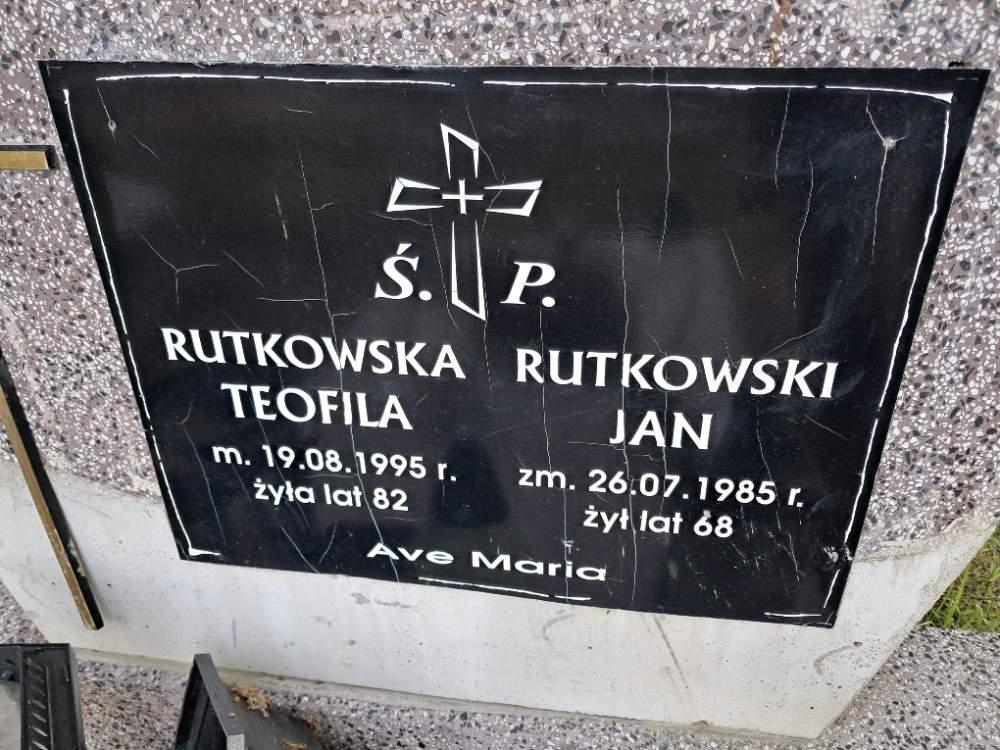 Ś. P.
RUTKOWSKA
TEOFILA
m. 19.08.1995 r.
żyła lat 82
RUTKOWSKI
JAN
zm. 26.07.1985 r.
żył lat 68
Ave Maria